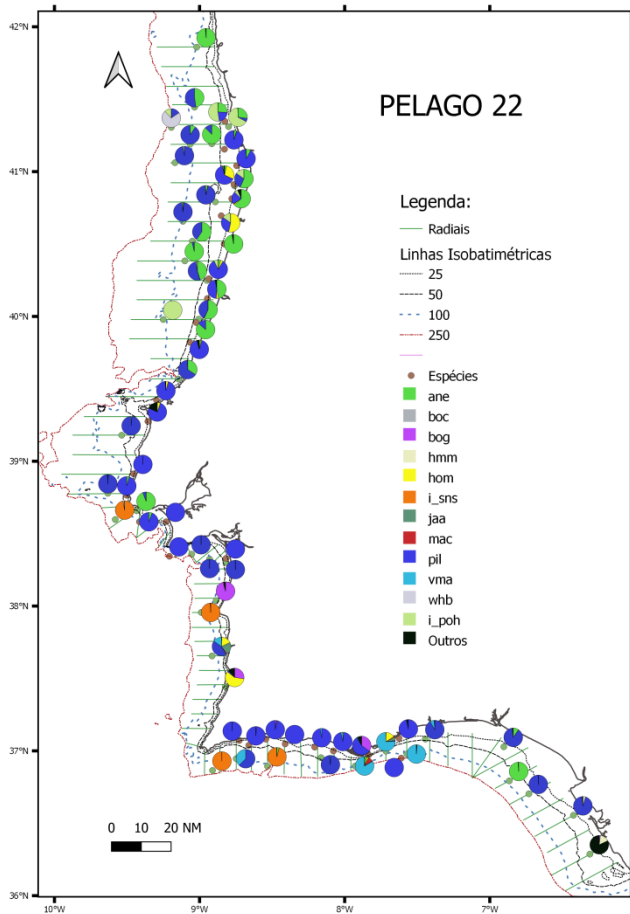 42°N
PELAGO 22
41°N
Legenda:
Radiais
Linhas Isobatimétricas
25
50
100
250
40°N
Espécies
ane
boc
bog
hmm
hom
i_sns
jaa
mac
pil
vma
whb
i_poh
Outros
39°N
38°N
37°N
0 10 20 NM
36°N
10°W 9°W 8°W 7°W